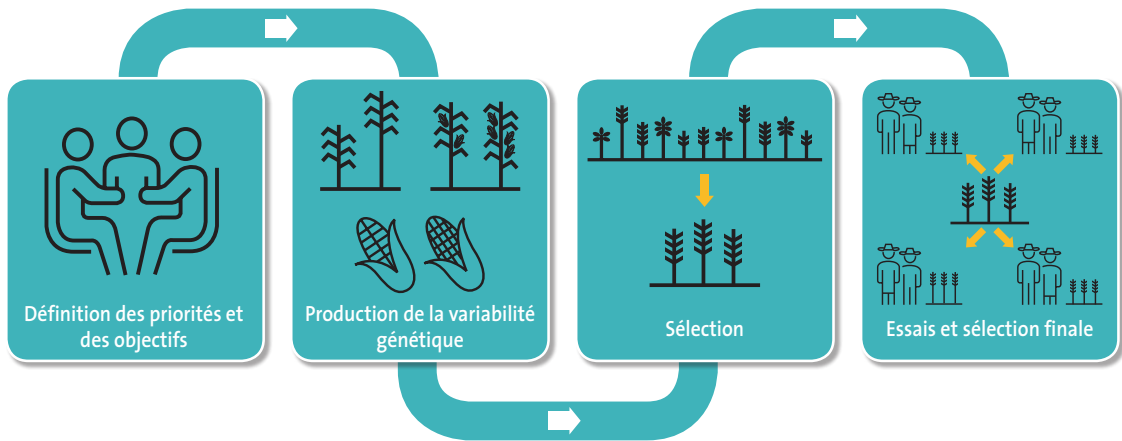 Définition des priorités et
des objectifs
Production de la variabilité
génétique
Sélection
Essais et sélection finale